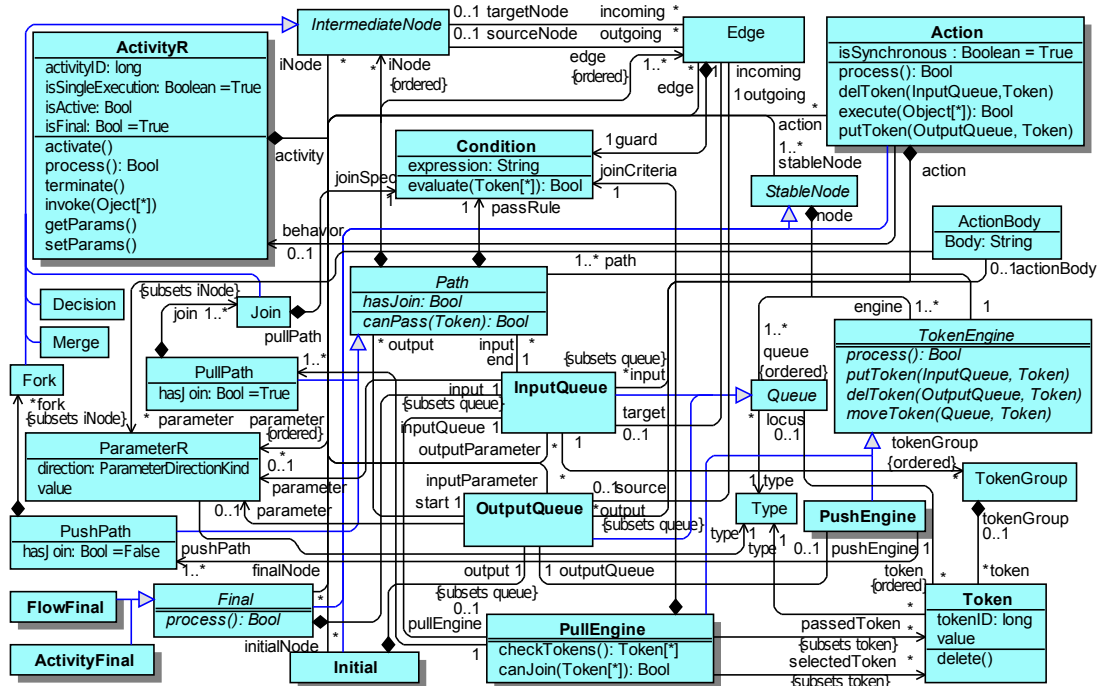 IntermediateNode
0..1 targetNode incoming *
0..1 sourceNode outgoing *
Edge
Action
isSynchronous : Boolean = True
process(): Bool
delToken(InputQueue,Token)
execute(Object[*]): Bool
putToken(OutputQueue, Token)
ActivityR
activityID: long
isSingleExecution: Boolean =True
isActive: Bool
isFinal: Bool =True
activate()
process(): Bool
terminate()
invoke(Oject[*])
getParams()
setParams()
iNode
*
* iNode
{ordered}
edge
{ordered}
1..*
*
edge
1
incoming
1 outgoing
*
action
1..*
stableNode
activity
Condition
expression: String
evaluate(Token[*]): Bool
1 guard
joinCriteria
1
joinSpec
1
1 passRule
StableNode
node
action
ActionBody
Body: String
0..1 actionBody
behavior
0..1
1..* path
{subsets iNode}
Decision
Merge
join 1..*
Join
pullPath
Path
hasJoin: Bool
canPass(Token): Bool
* output
input
end
*
1
{subsets queue}
* input
1..*
queue
{ordered}
engine
1..*
1
TokenEngine
process(): Bool
putToken(InputQueue, Token)
delToken(OutputQueue, Token)
moveToken(Queue, Token)
Fork
* fork
{subsets iNode}
PullPath
hasJoin: Bool =True
1..*
input 1
{subsets queue}
inputQueue 1
InputQueue
1
target
0..1
Queue
*
locus
0..1
* parameter
parameter
{ordered}
*
0..1
parameter
ParameterR
direction: ParameterDirectionKind
value
0..1
parameter
outputParameter
*
inputParameter
*
start 1
OutputQueue
0..1 source
* output
{subsets queue}
1 type
Type
type 1
type
1
tokenGroup
{ordered}
*
TokenGroup
tokenGroup
PushEngine
0..1
pushEngine 1
PushPath
hasJoin: Bool =False
pushPath
1..*
finalNode
output 1
{subsets queue}
1 outputQueue
0..1
pullEngine
1
token
{ordered}
*
* token
FlowFinal
ActivityFinal
Final
process(): Bool
*
initialNode
*
Initial
PullEngine
checkTokens(): Token[*]
canJoin(Token[*]): Bool
*
passedToken *
{subsets token}
selectedToken *
{subsets token}
Token
tokenID: long
value
delete()